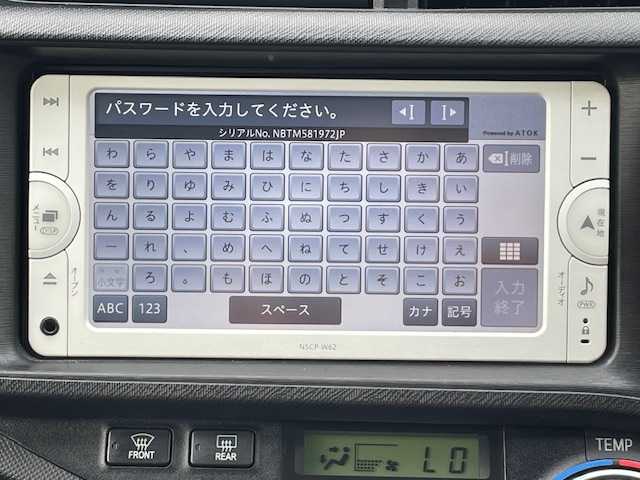 パスワードを入力してください。
Powered by ATOK
シリアルNo. NBTM581972JP
わ ら や ま は な た さ か あ 削除
を り ゆ み ひ に ち し き い
ん る よ む ふ ぬ つ す く う
ー れ 、 め へ ね て せ け え
小文字 ろ 。 も ほ の と そ こ お
入力
終了
ABC 123 スペース カナ 記号
メニュー
DISP
オープン
現在地
オーディオ
PWR
NSCP-W62
FRONT
REAR
LO
TEMP